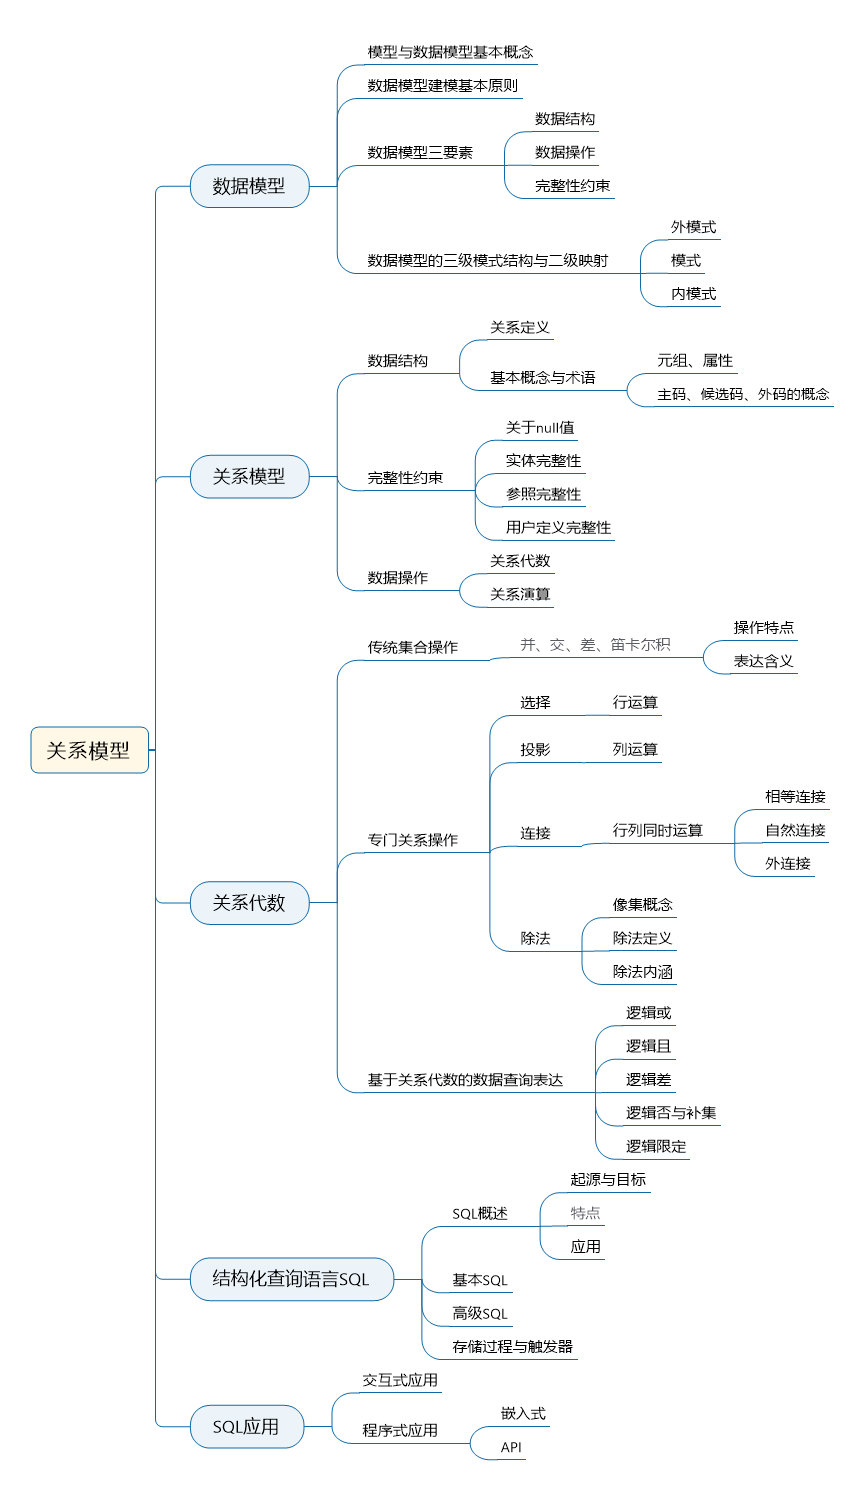 关系模型
数据模型
模型与数据模型基本概念
数据模型建模基本原则
数据模型三要素
数据结构
数据操作
完整性约束
数据模型的三级模式结构与二级映射
外模式
模式
内模式
关系模型
数据结构
关系定义
基本概念与术语
元组、属性
主码、候选码、外码的概念
完整性约束
关于null值
实体完整性
参照完整性
用户定义完整性
数据操作
关系代数
关系演算
关系代数
传统集合操作
并、交、差、笛卡尔积
操作特点
表达含义
专门关系操作
选择
行运算
投影
列运算
连接
行列同时运算
相等连接
自然连接
外连接
除法
像集概念
除法定义
除法内涵
基于关系代数的数据查询表达
逻辑或
逻辑且
逻辑差
逻辑否与补集
逻辑限定
结构化查询语言SQL
SQL概述
起源与目标
特点
应用
基本SQL
高级SQL
存储过程与触发器
SQL应用
交互式应用
程序式应用
嵌入式
API